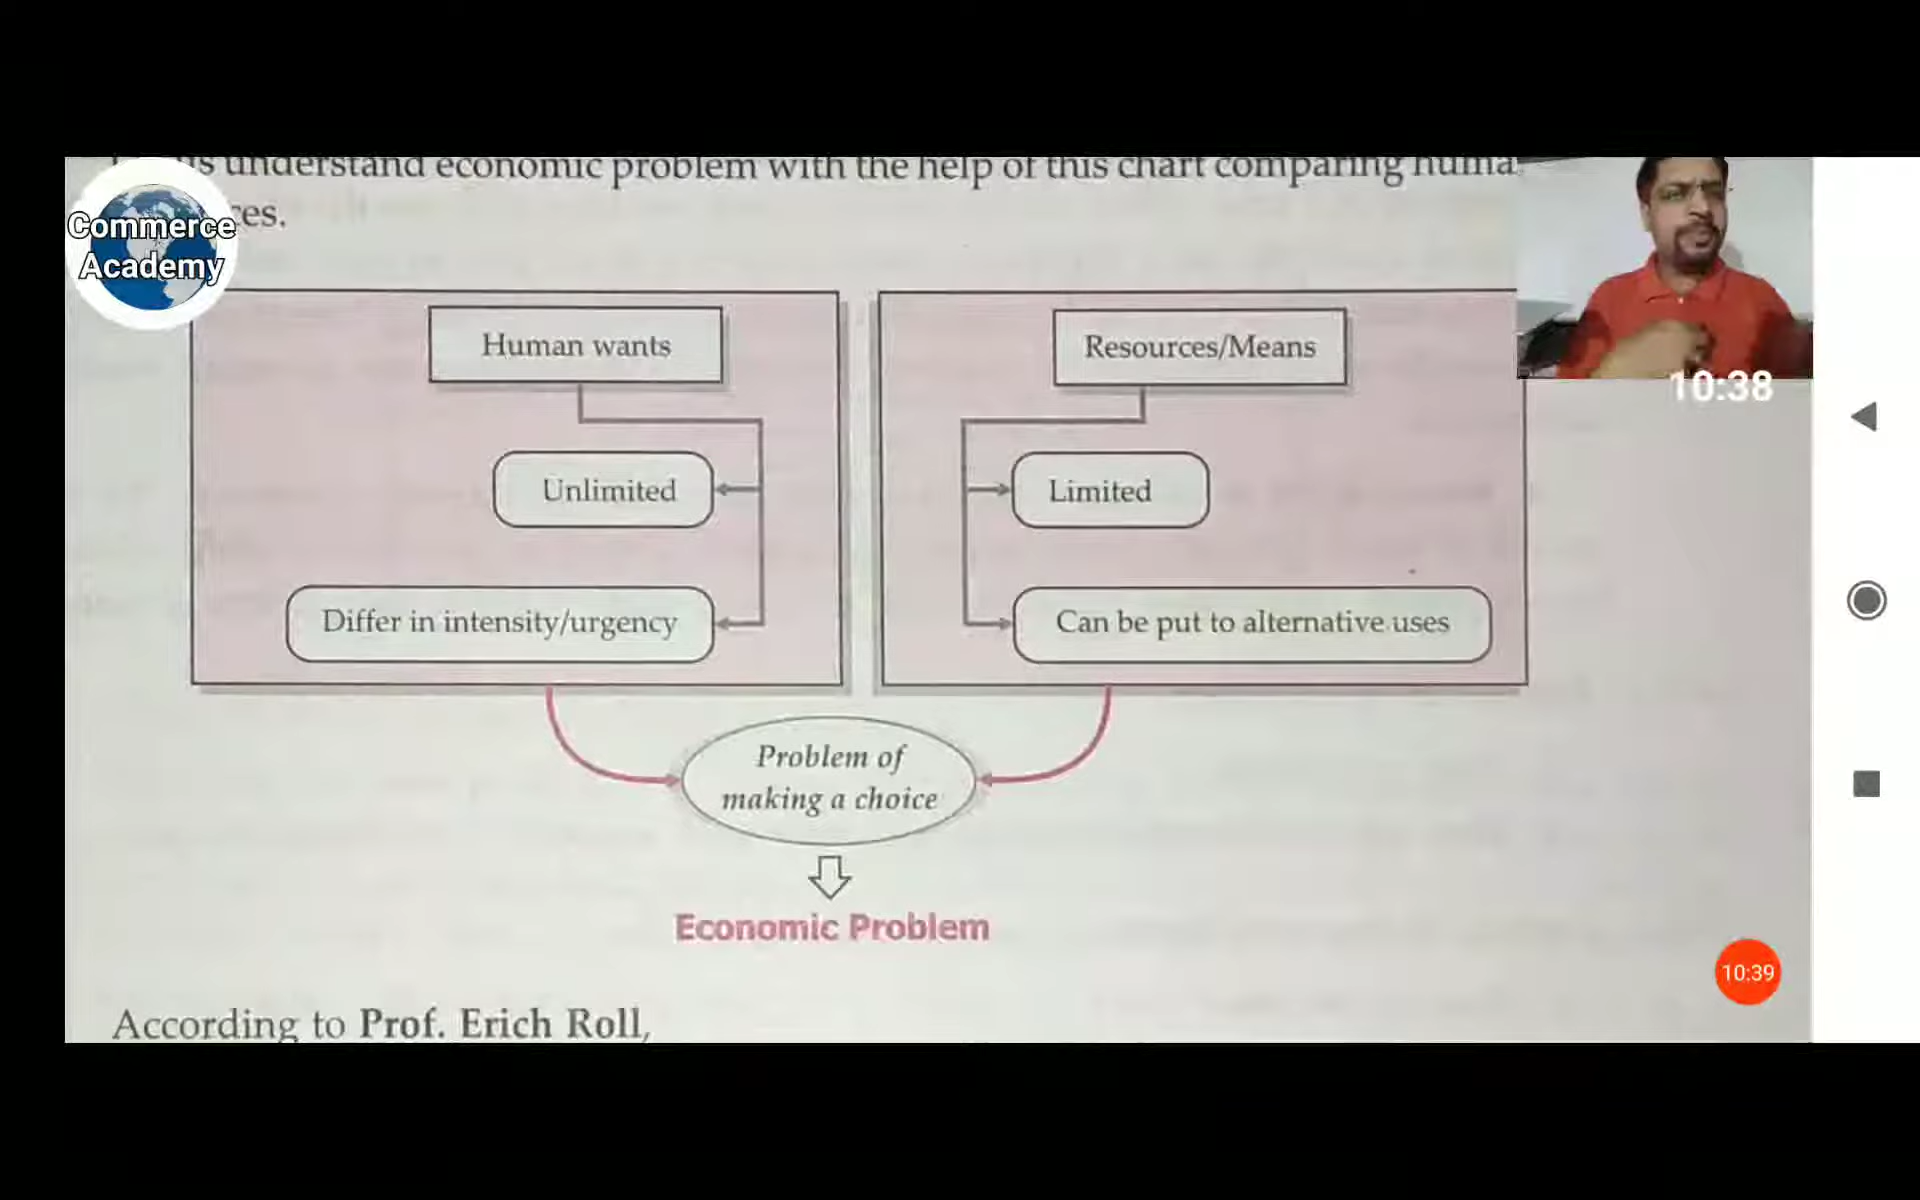 understand economic problem with the help of this chart comparing huma
ces.
Commerce
Academy
Human wants
Unlimited
Differ in intensity/urgency
Resources/Means
Limited
Can be put to alternative uses
10:38
Problem of
making a choice
Economic Problem
10:39
According to Prof. Erich Roll,